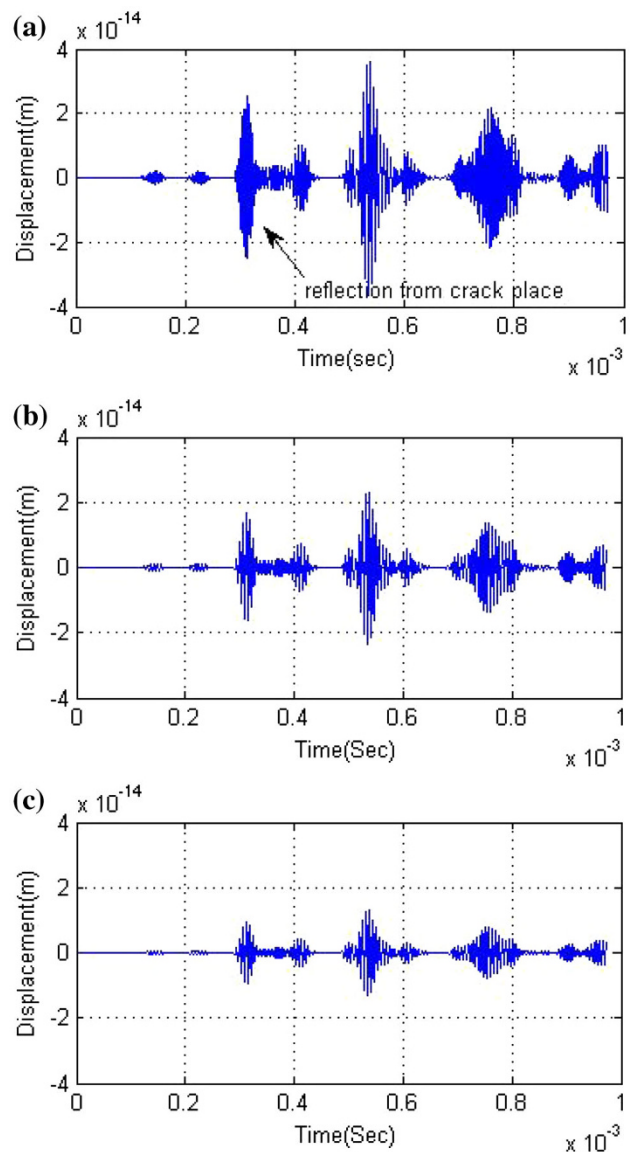 (a)
x 10-14
4
2
0
-2
-4
Displacement(m)
reflection from crack place
0 0.2 0.4 0.6 0.8 1
Time(sec)
x 10-3
(b)
x 10-14
4
2
0
-2
-4
Displacement(m)
0 0.2 0.4 0.6 0.8 1
Time(Sec)
x 10-3
(c)
x 10-14
4
2
0
-2
-4
Displacement(m)
0 0.2 0.4 0.6 0.8 1
Time(Sec)
x 10-3